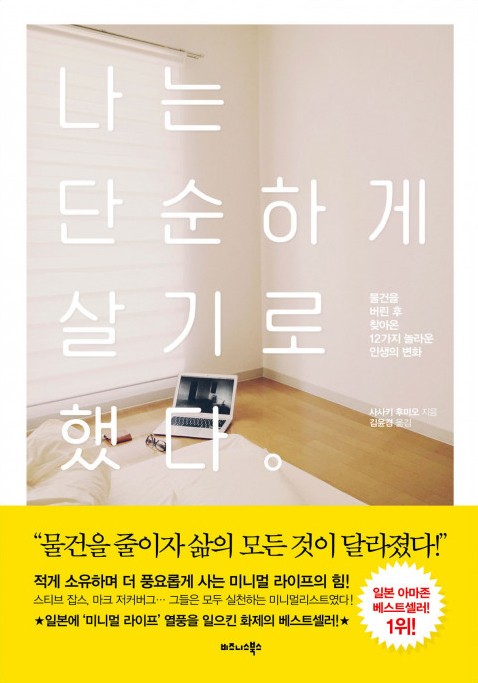 나는
단순하게
살기로
했다。
물건을
버린 후
찾아온
12가지 놀라운
인생의 변화
사사키 후미오 지음
김윤경 옮김
“물건을 줄이자 삶의 모든 것이 달라졌다!”
적게 소유하며 더 풍요롭게 사는 미니멀 라이프의 힘!
스티브 잡스, 마크 저커버그… 그들은 모두 실천하는 미니멀리스트였다!
★일본에 ‘미니멀 라이프’ 열풍을 일으킨 화제의 베스트셀러!★
일본 아마존
베스트셀러!
1위!
비즈니스북스